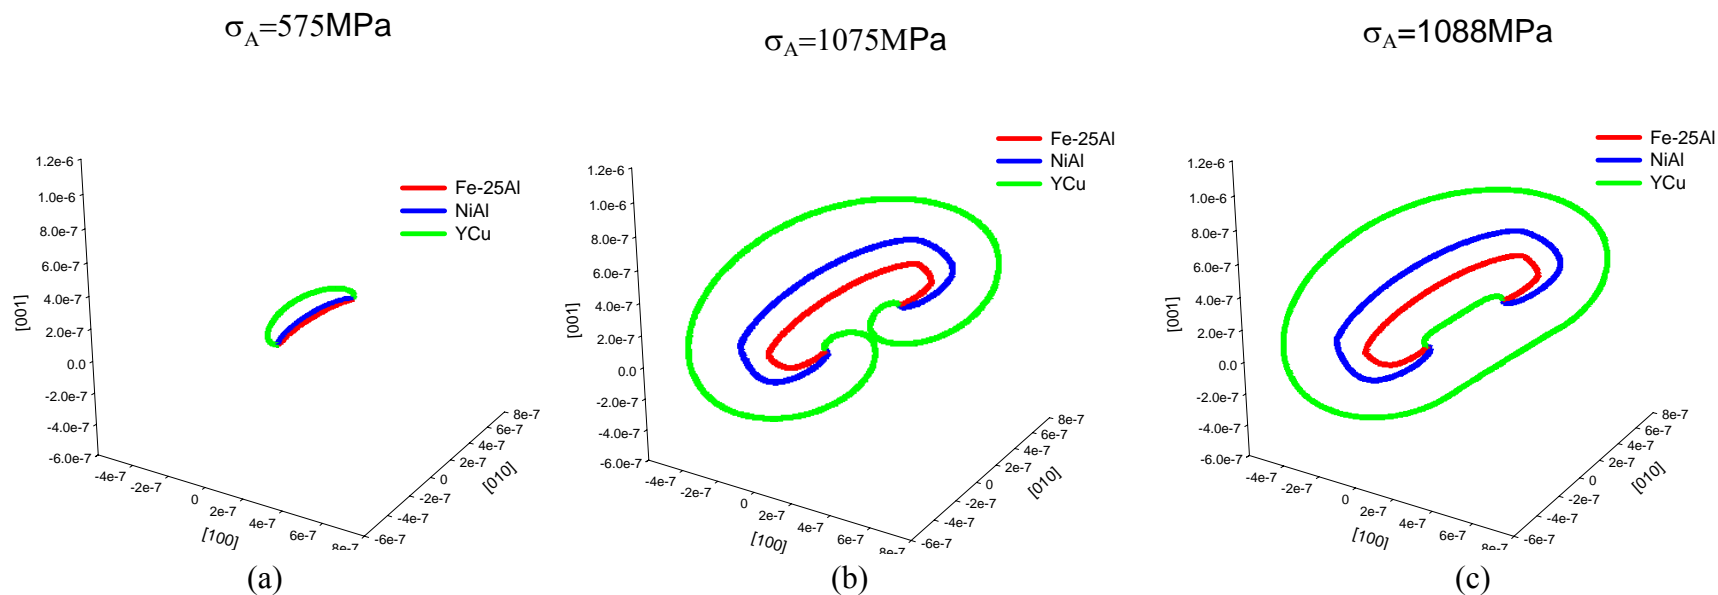 σA=575MPa
σA=1075MPa
σA=1088MPa
Fe-25Al
NiAl
YCu
1.2e-6
1.0e-6
8.0e-7
6.0e-7
4.0e-7
2.0e-7
0.0
-2.0e-7
-4.0e-7
-6.0e-7
[001]
-4e-7
-2e-7
0
2e-7
4e-7
6e-7
8e-7
[100]
-6e-7
-4e-7
-2e-7
0
2e-7
4e-7
6e-7
8e-7
[010]
(a)
Fe-25Al
NiAl
YCu
1.2e-6
1.0e-6
8.0e-7
6.0e-7
4.0e-7
2.0e-7
0.0
-2.0e-7
-4.0e-7
-6.0e-7
[001]
-4e-7
-2e-7
0
2e-7
4e-7
6e-7
8e-7
[100]
-6e-7
-4e-7
-2e-7
0
2e-7
4e-7
6e-7
8e-7
[010]
(b)
Fe-25Al
NiAl
YCu
1.2e-6
1.0e-6
8.0e-7
6.0e-7
4.0e-7
2.0e-7
0.0
-2.0e-7
-4.0e-7
-6.0e-7
[001]
-4e-7
-2e-7
0
2e-7
4e-7
6e-7
8e-7
[100]
-6e-7
-4e-7
-2e-7
0
2e-7
4e-7
6e-7
8e-7
[010]
(c)